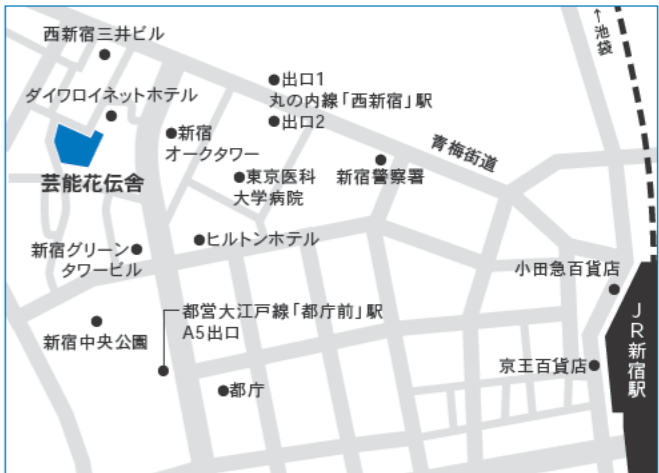 ←池袋
西新宿三井ビル
出口1
丸の内線「西新宿」駅
出口2
ダイワロイネットホテル
新宿
オークタワー
青梅街道
芸能花伝舎
東京医科
大学病院
新宿警察署
新宿グリーン
タワービル
ヒルトンホテル
小田急百貨店
都営大江戸線「都庁前」駅
A5出口
新宿中央公園
JR新宿駅
京王百貨店
都庁